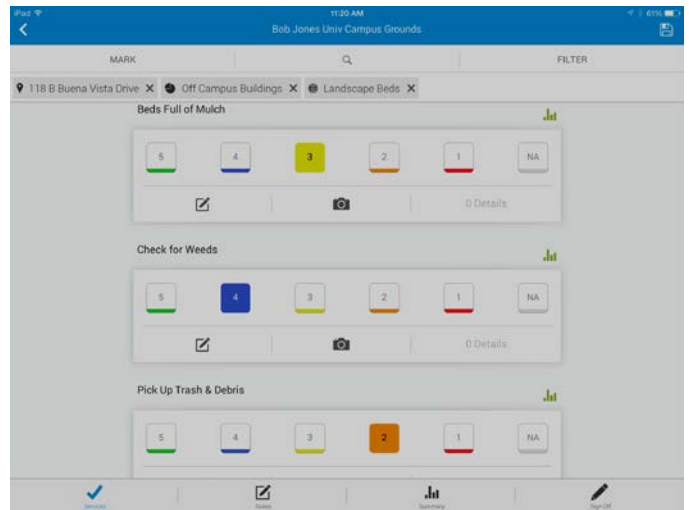 iPad 11:20 AM 61%
Bob Jones Univ Campus Grounds
MARK FILTER
118 B Buena Vista Drive X Off Campus Buildings X Landscape Beds X
Beds Full of Mulch
5 4 3 2 1 NA
0 Details
Check for Weeds
5 4 3 2 1 NA
0 Details
Pick Up Trash & Debris
5 4 3 2 1 NA
Services Notes Summary Sign Off